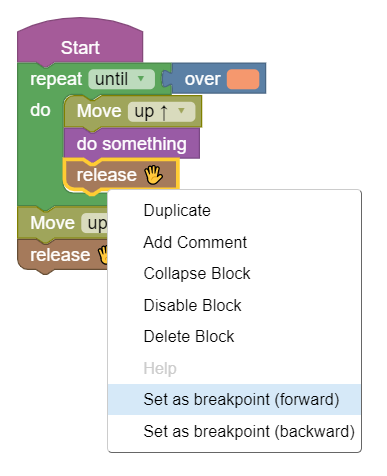 Start
repeat until ▾ over
do Move up ↑ ▾
do something
release
Move up
release
Duplicate
Add Comment
Collapse Block
Disable Block
Delete Block
Help
Set as breakpoint (forward)
Set as breakpoint (backward)